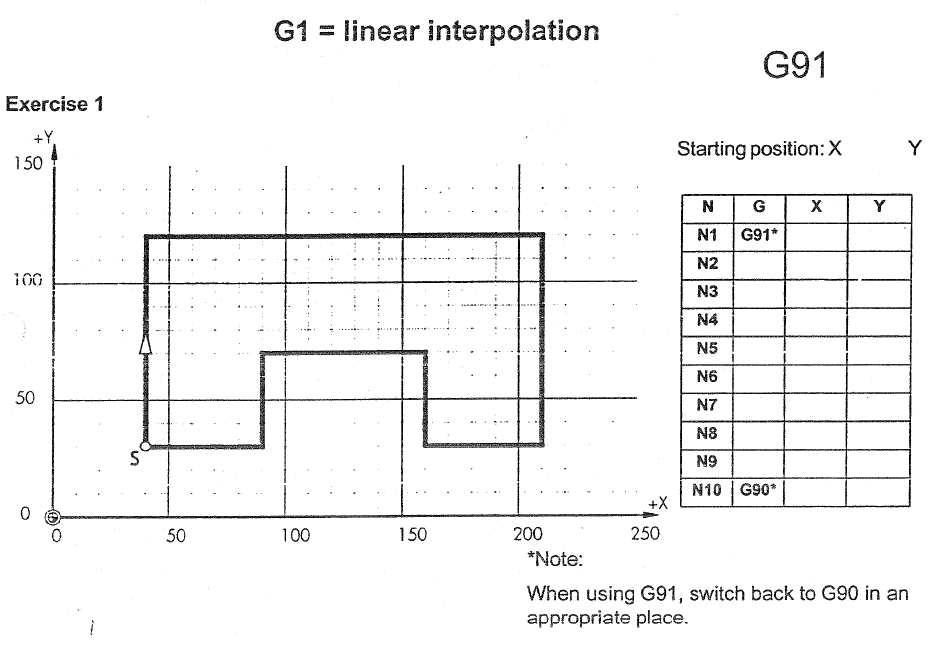 G1 = linear interpolation
G91
Exercise 1
+Y
150
100
50
0
S
+X
0 50 100 150 200 250
Starting position: X Y
N G X Y
N1 G91*
N2
N3
N4
N5
N6
N7
N8
N9
N10 G90*
*Note:
When using G91, switch back to G90 in an
appropriate place.